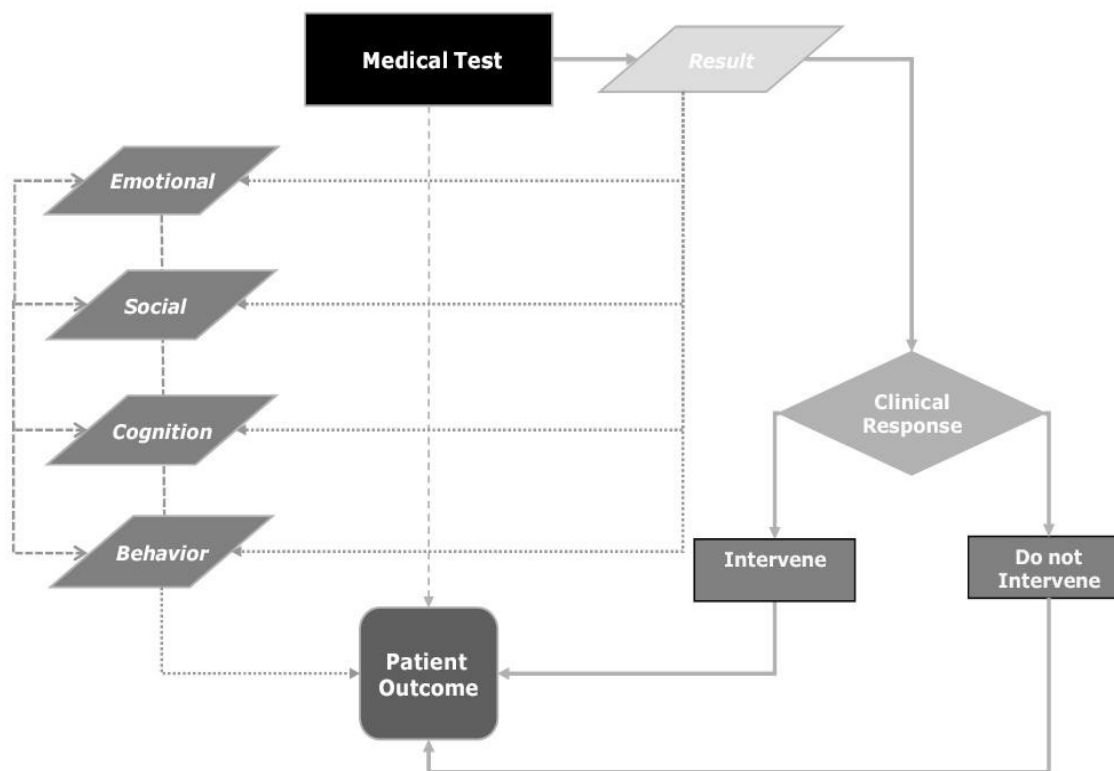 Medical Test
Result
Emotional
Social
Cognition
Clinical
Response
Behavior
Intervene
Do not
Intervene
Patient
Outcome